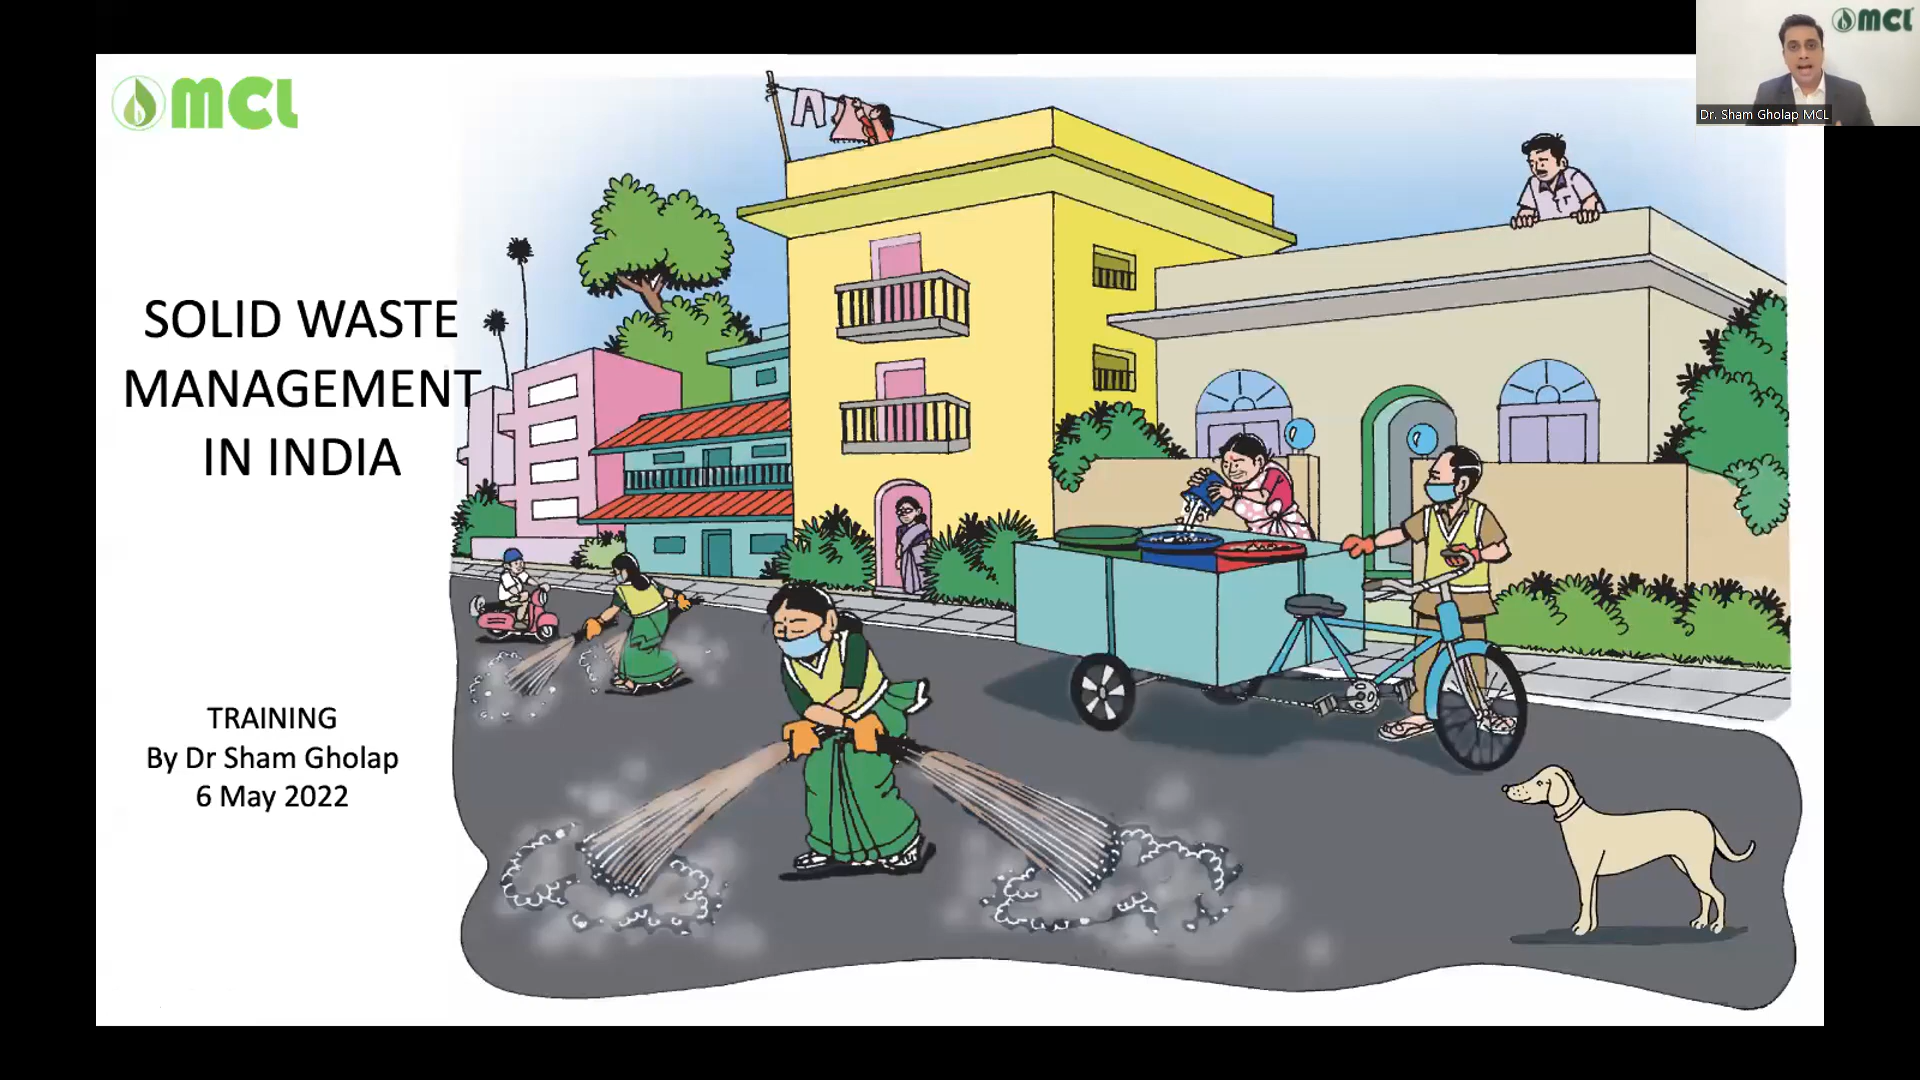 MCL
SOLID WASTE
MANAGEMENT
IN INDIA
TRAINING
By Dr Sham Gholap
6 May 2022
MCL
Dr. Sham Gholap MCL